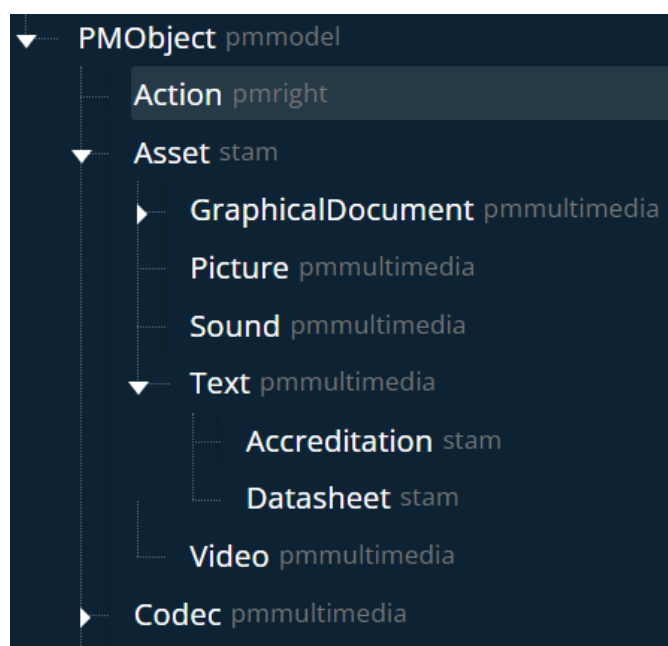 PMObject pmmodel
Action pmright
Asset stam
GraphicalDocument pmmultimedia
Picture pmmultimedia
Sound pmmultimedia
Text pmmultimedia
Accreditation stam
Datasheet stam
Video pmmultimedia
Codec pmmultimedia